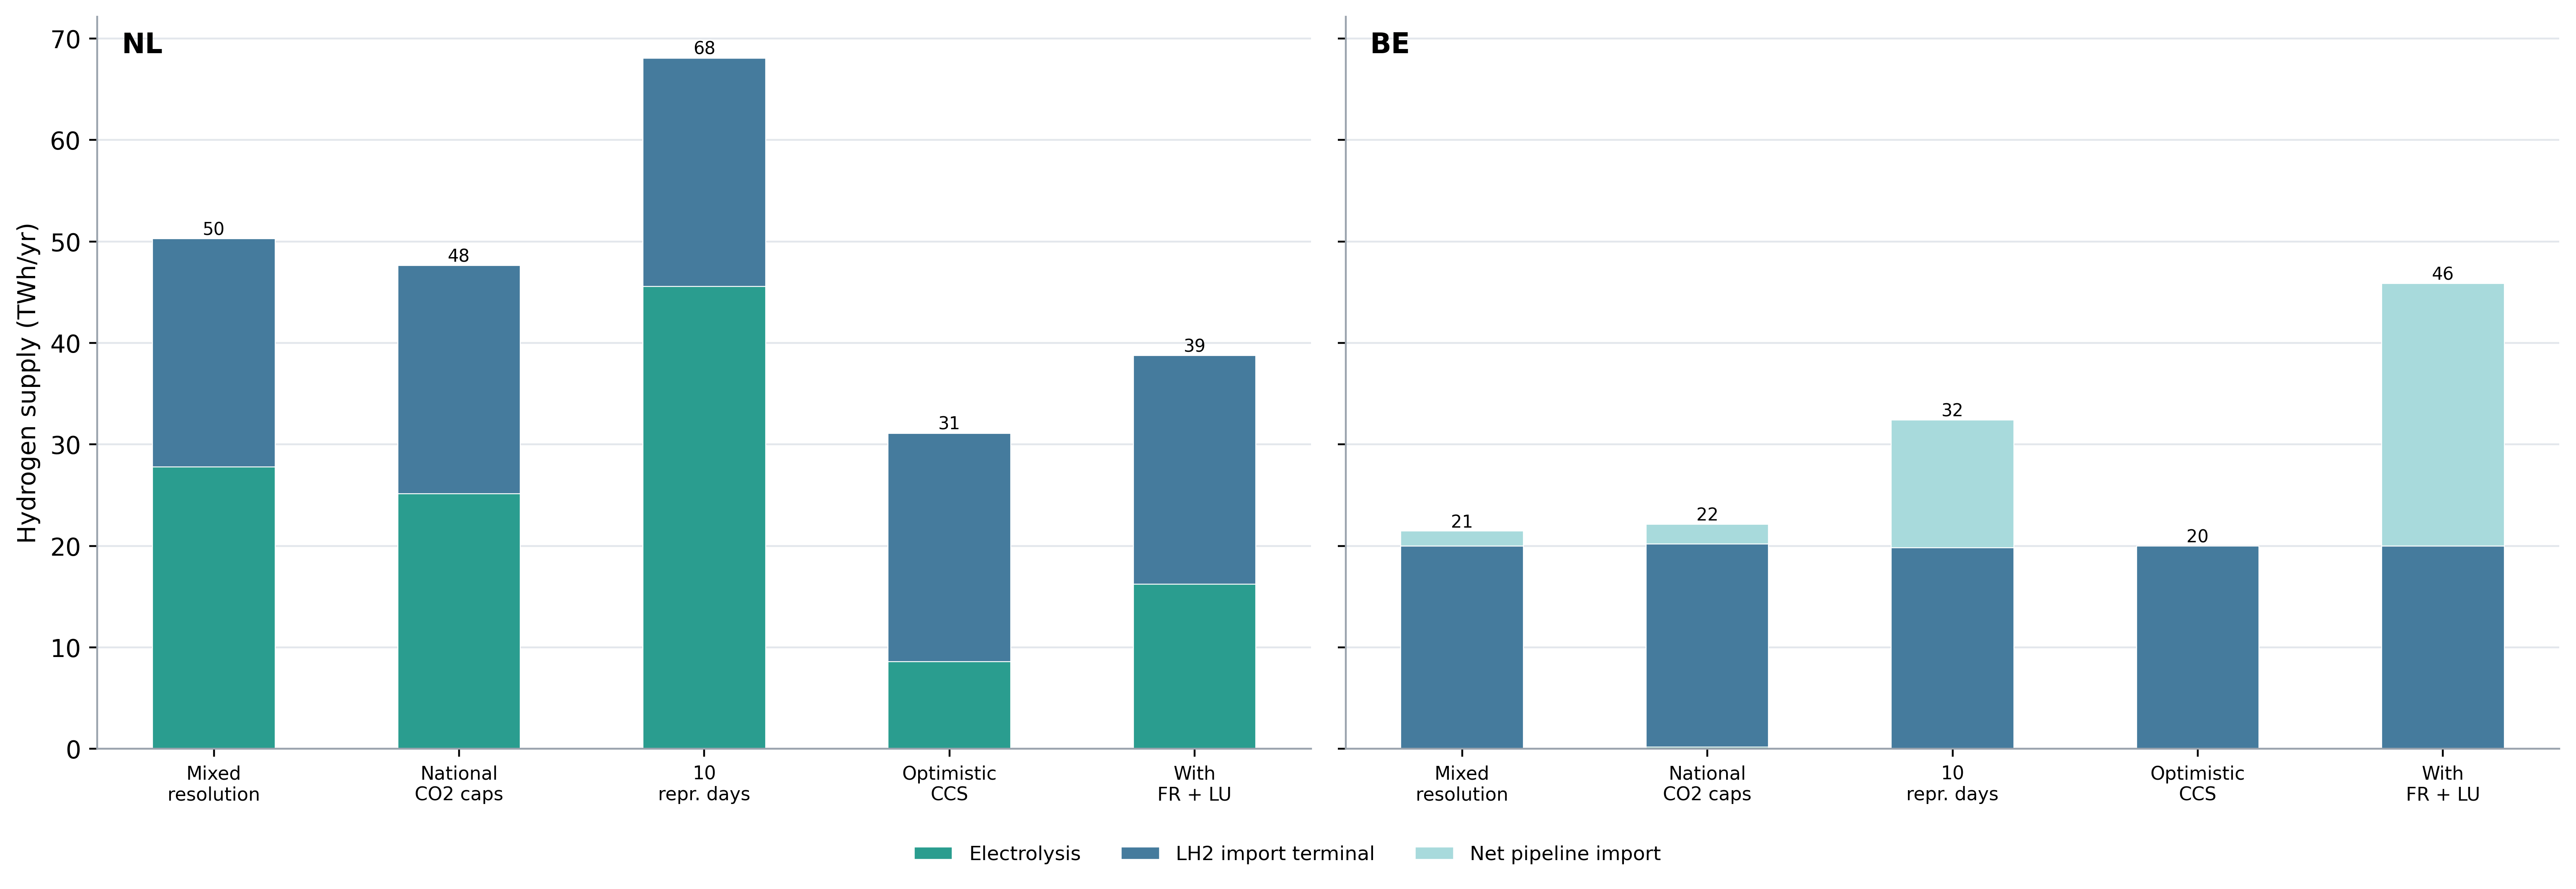 NL
BE
Hydrogen supply (TWh/yr)
70
60
50
40
30
20
10
0
50
48
68
31
39
21
22
32
20
46
Mixed
resolution
National
CO2 caps
10
repr. days
Optimistic
CCS
With
FR + LU
Mixed
resolution
National
CO2 caps
10
repr. days
Optimistic
CCS
With
FR + LU
Electrolysis
LH2 import terminal
Net pipeline import